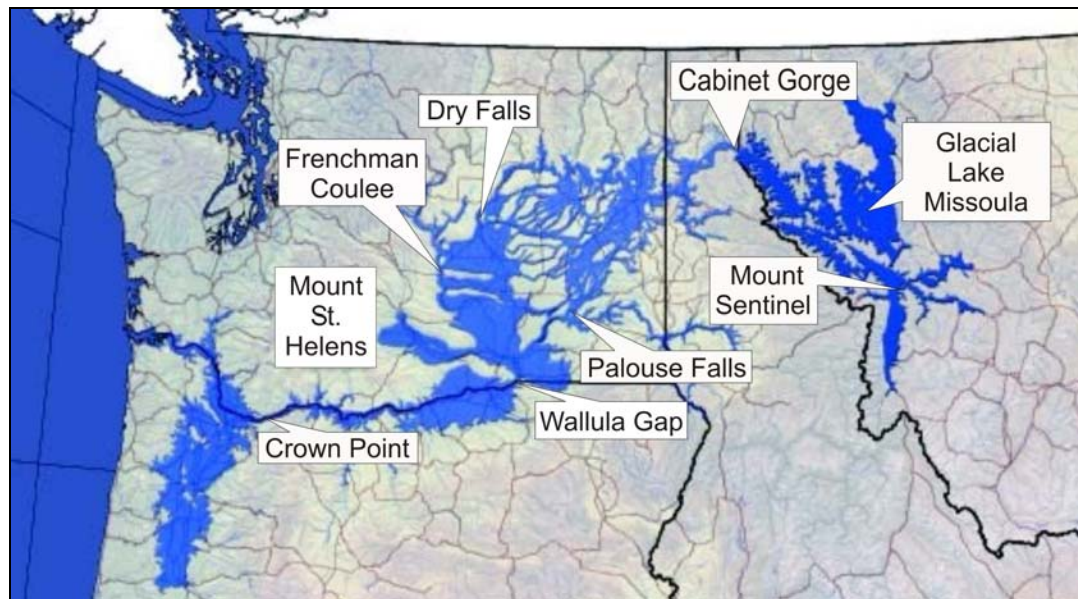 Cabinet Gorge
Dry Falls
Glacial
Lake
Missoula
Frenchman
Coulee
Mount
St.
Helens
Mount
Sentinel
Palouse Falls
Wallula Gap
Crown Point